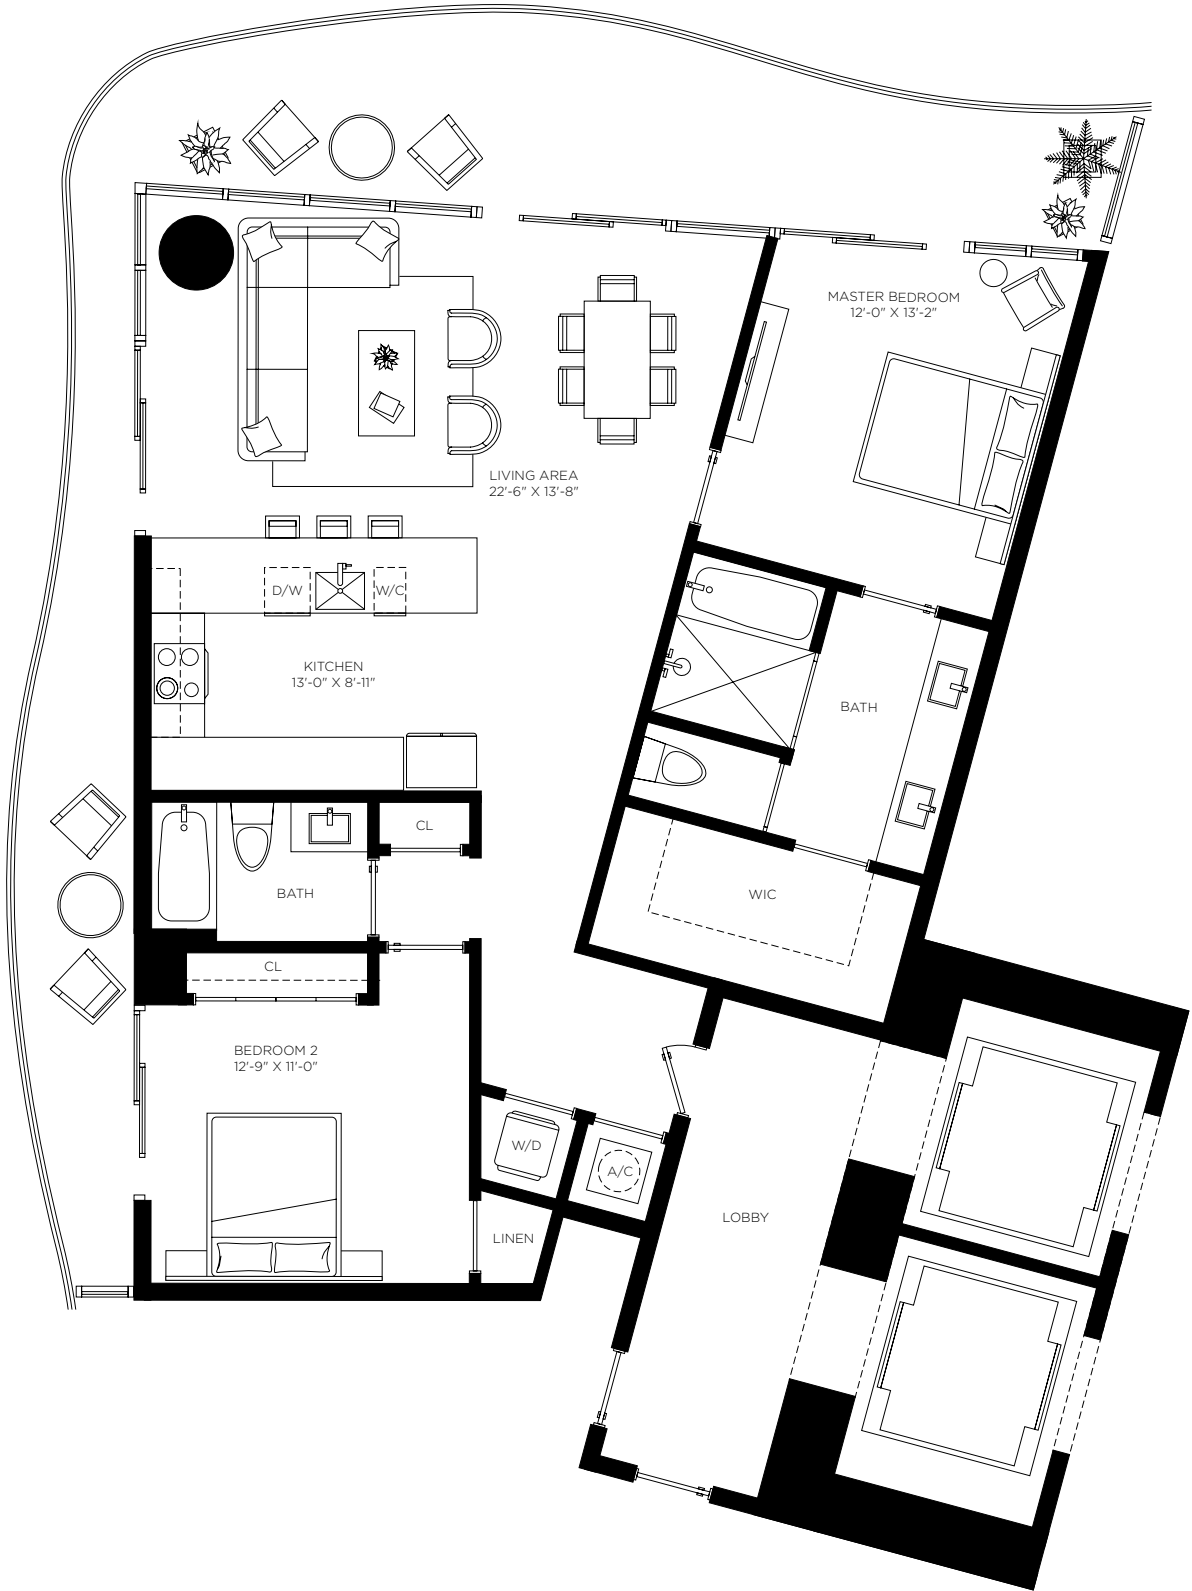 MASTER BEDROOM
12'-0" X 13'-2"
LIVING AREA
22'-6" X 13'-8"
D/W
W/C
KITCHEN
13'-0" X 8'-11"
BATH
CL
BATH
WIC
CL
BEDROOM 2
12'-9" X 11'-0"
W/D
A/C
LOBBY
LINEN